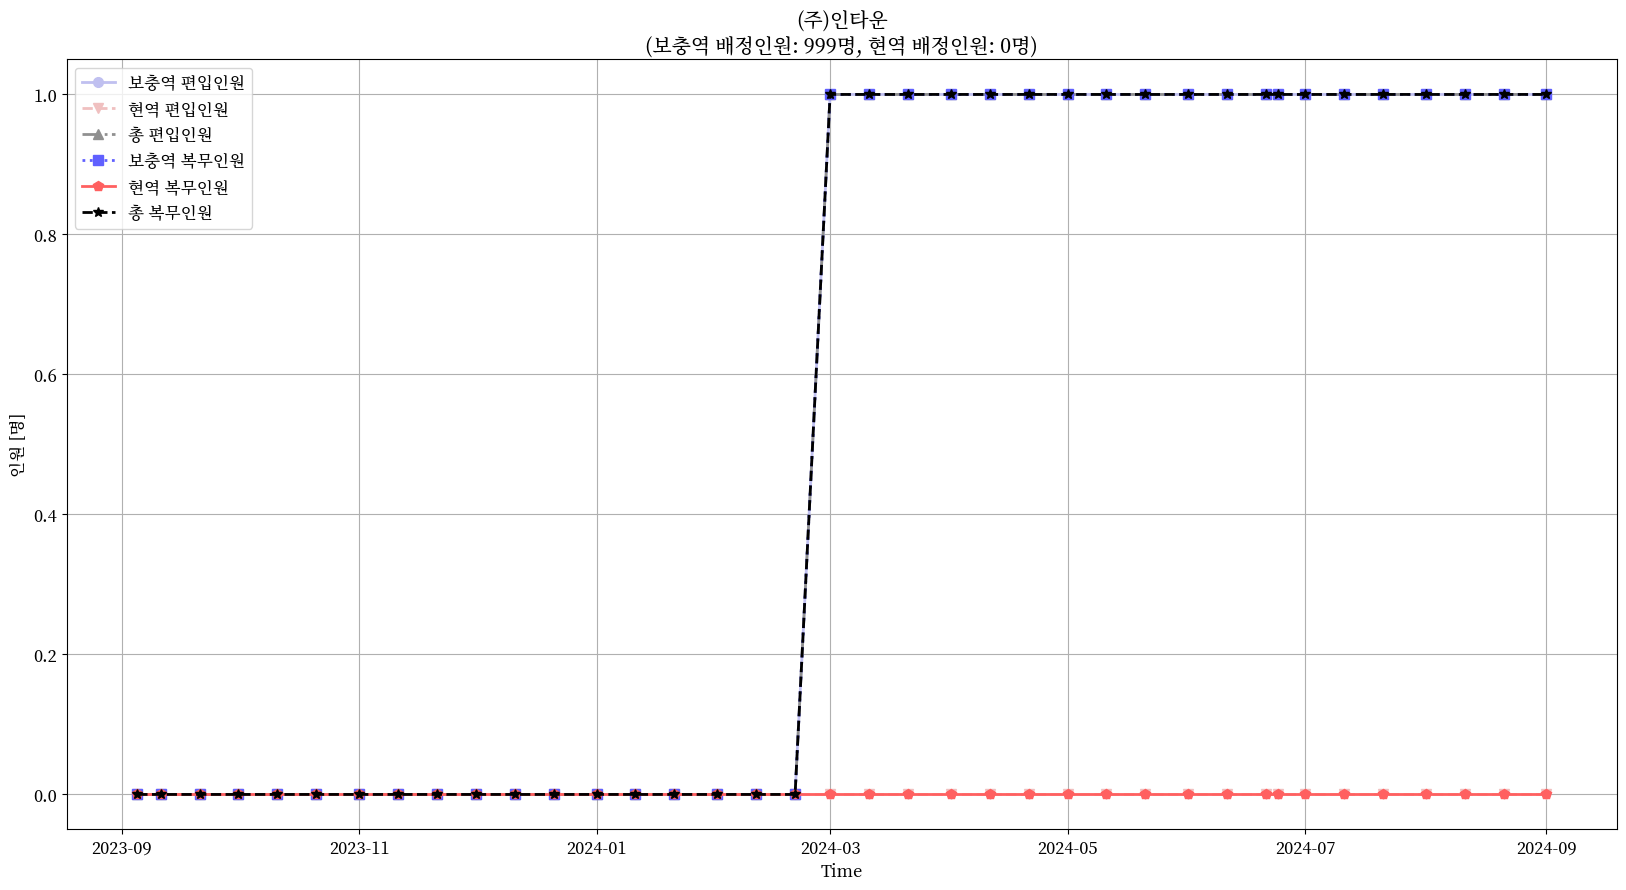 (주)인타운
(보충역 배정인원: 999명, 현역 배정인원: 0명)
보충역 편입인원
현역 편입인원
총 편입인원
보충역 복무인원
현역 복무인원
총 복무인원
인원 [명]
1.0
0.8
0.6
0.4
0.2
0.0
2023-09 2023-11 2024-01 2024-03 2024-05 2024-07 2024-09
Time